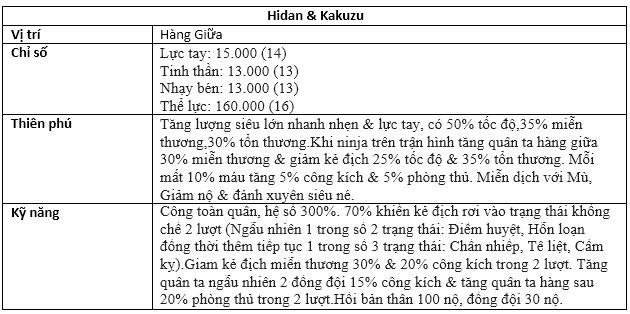 Hidan & Kakuzu
Vị trí
Hàng Giữa
Chỉ số
Lực tay: 15.000 (14)
Tinh thần: 13.000 (13)
Nhạy bén: 13.000 (13)
Thể lực: 160.000 (16)
Thiên phú
Tăng lượng siêu lớn nhanh nhẹn & lực tay, có 50% tốc độ,35% miễn
thương,30% tổn thương.Khi ninja trên trận hình tăng quân ta hàng giữa
30% miễn thương & giảm kẻ địch 25% tốc độ & 35% tổn thương. Mỗi
mất 10% máu tăng 5% công kích & 5% phòng thủ. Miễn dịch với Mù,
Giảm nộ & đánh xuyên siêu né.
Kỹ năng
Công toàn quân, hệ số 300%. 70% khiến kẻ địch rơi vào trạng thái khống
chế 2 lượt (Ngẫu nhiên 1 trong số 2 trạng thái: Điểm huyệt, Hỗn loạn
đồng thời thêm tiếp tục 1 trong số 3 trạng thái: Chấn nhiếp, Tê liệt, Cấm
kỵ).Giam kẻ địch miễn thương 30% & 20% công kích trong 2 lượt. Tăng
quân ta ngẫu nhiên 2 đồng đội 15% công kích & tăng quân ta hàng sau
20% phòng thủ trong 2 lượt.Hồi bản thân 100 nộ, đồng đội 30 nộ.